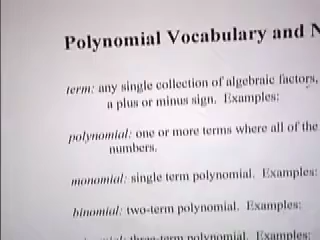 Polynomial Vocabulary and N
term: any single collection of algebraic factors,
a plus or minus sign. Examples:
polynomial: one or more terms where all of the
numbers.
monomial: single term polynomial. Examples:
binomial: two-term polynomial. Examples:
three-term polynomial. Examples: